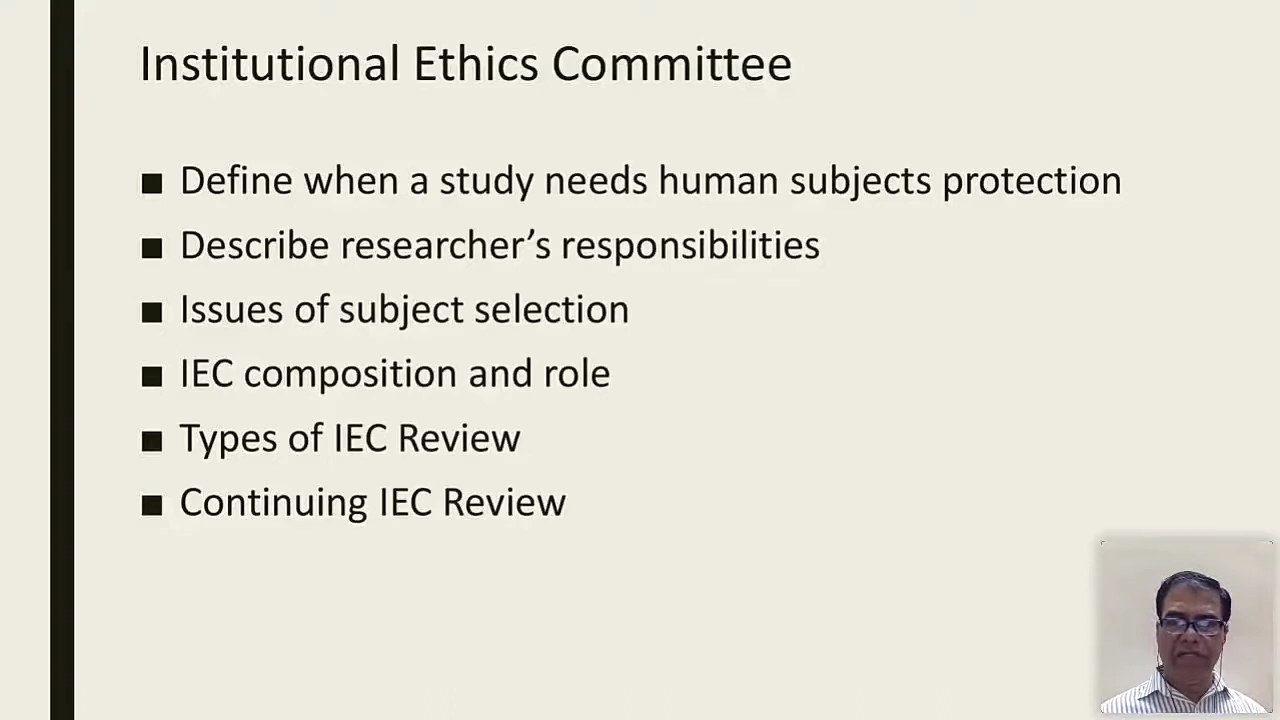 Institutional Ethics Committee
■ Define when a study needs human subjects protection
■ Describe researcher’s responsibilities
■ Issues of subject selection
■ IEC composition and role
■ Types of IEC Review
■ Continuing IEC Review